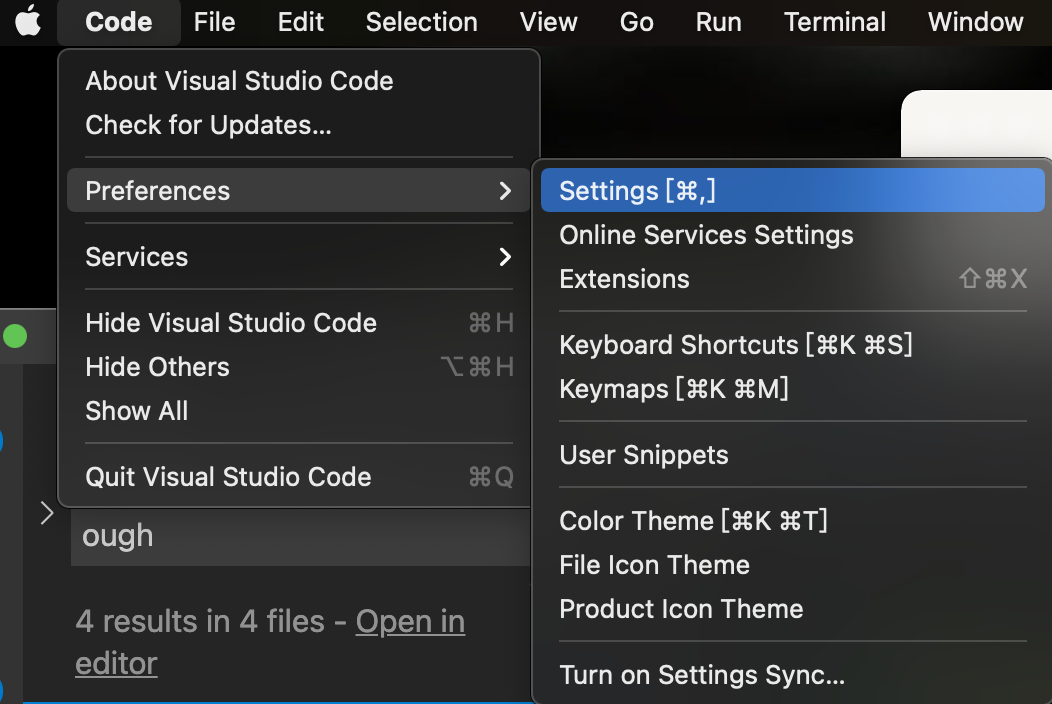 Code File Edit Selection View Go Run Terminal Window
About Visual Studio Code
Check for Updates...
Preferences
Services
Hide Visual Studio Code ⌘H
Hide Others ⌥⌘H
Show All
Quit Visual Studio Code ⌘Q
Settings [⌘,]
Online Services Settings
Extensions ⇧⌘X
Keyboard Shortcuts [⌘K ⌘S]
Keymaps [⌘K ⌘M]
User Snippets
Color Theme [⌘K ⌘T]
File Icon Theme
Product Icon Theme
Turn on Settings Sync...
ough
4 results in 4 files - Open in
editor